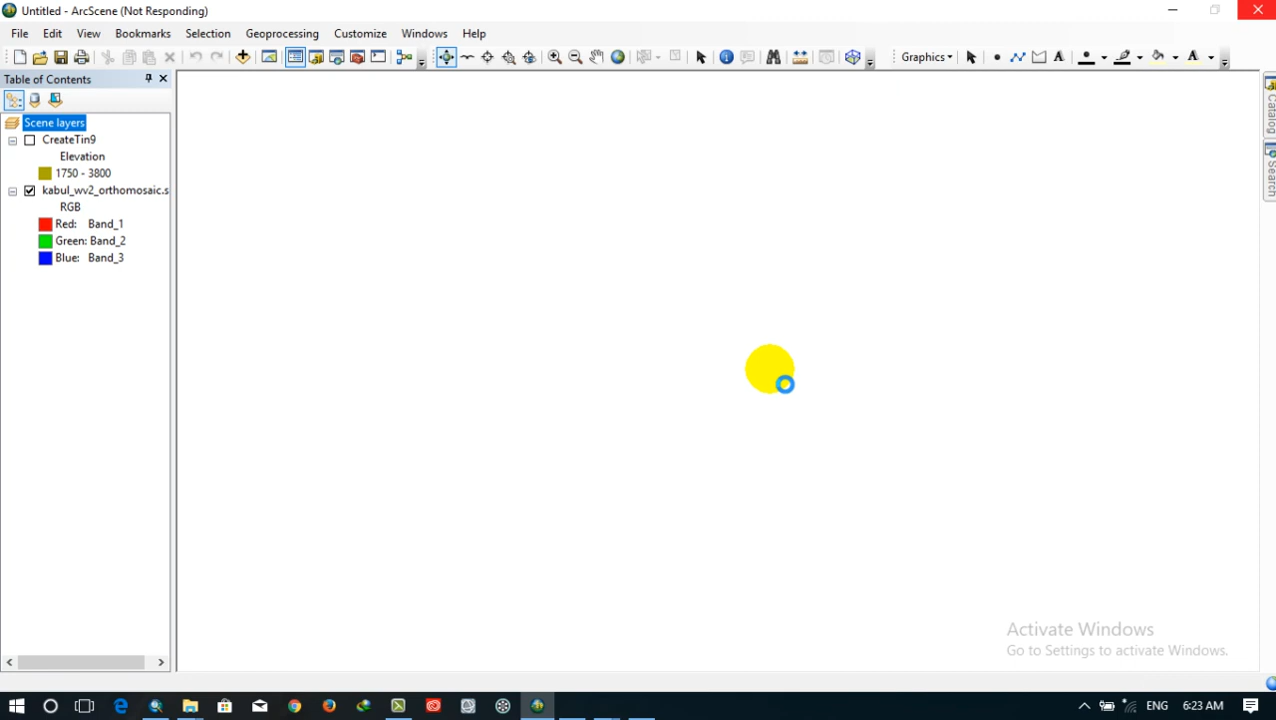 Untitled - ArcScene (Not Responding)
File Edit View Bookmarks Selection Geoprocessing Customize Windows Help
Graphics
Table of Contents
Scene layers
CreateTin9
Elevation
1750 - 3800
kabul_wv2_orthomosaic.s
RGB
Red: Band_1
Green: Band_2
Blue: Band_3
Catalog
Search
Activate Windows
Go to Settings to activate Windows.
ENG 6:23 AM